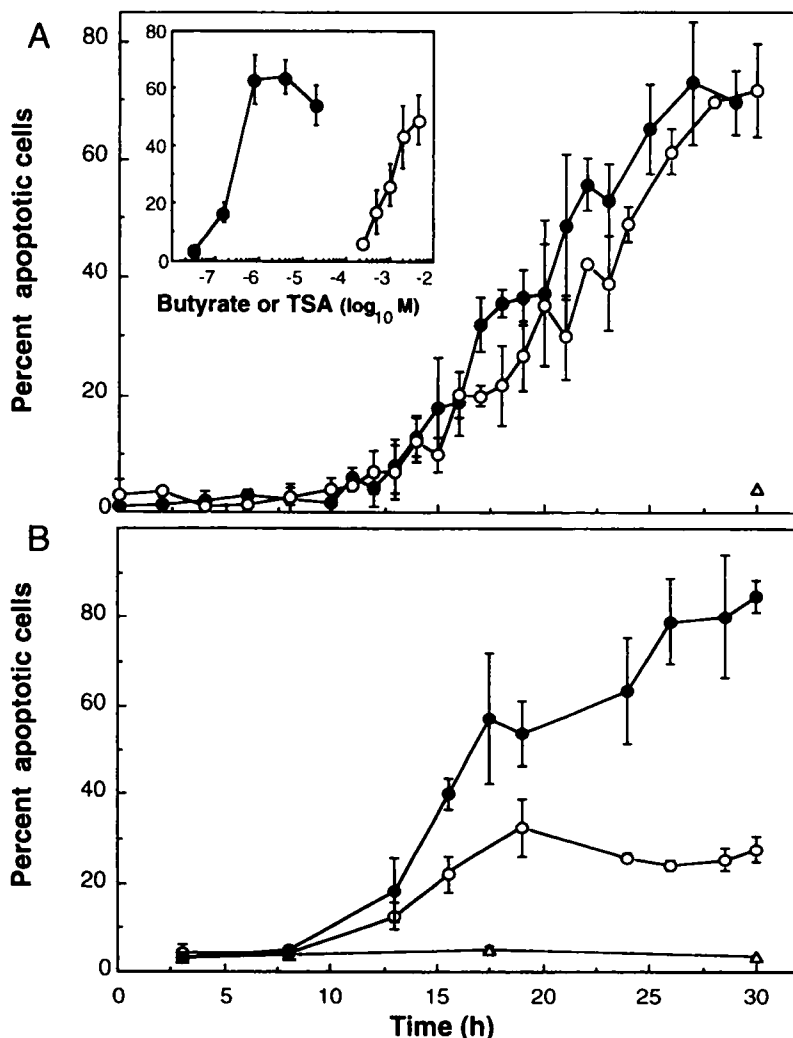 A
Percent apoptotic cells
80
60
40
20
0
80
60
40
20
0
-7 -6 -5 -4 -3 -2
Butyrate or TSA (log₁₀ M)
B
Percent apoptotic cells
80
60
40
20
0
0 5 10 15 20 25 30
Time (h)